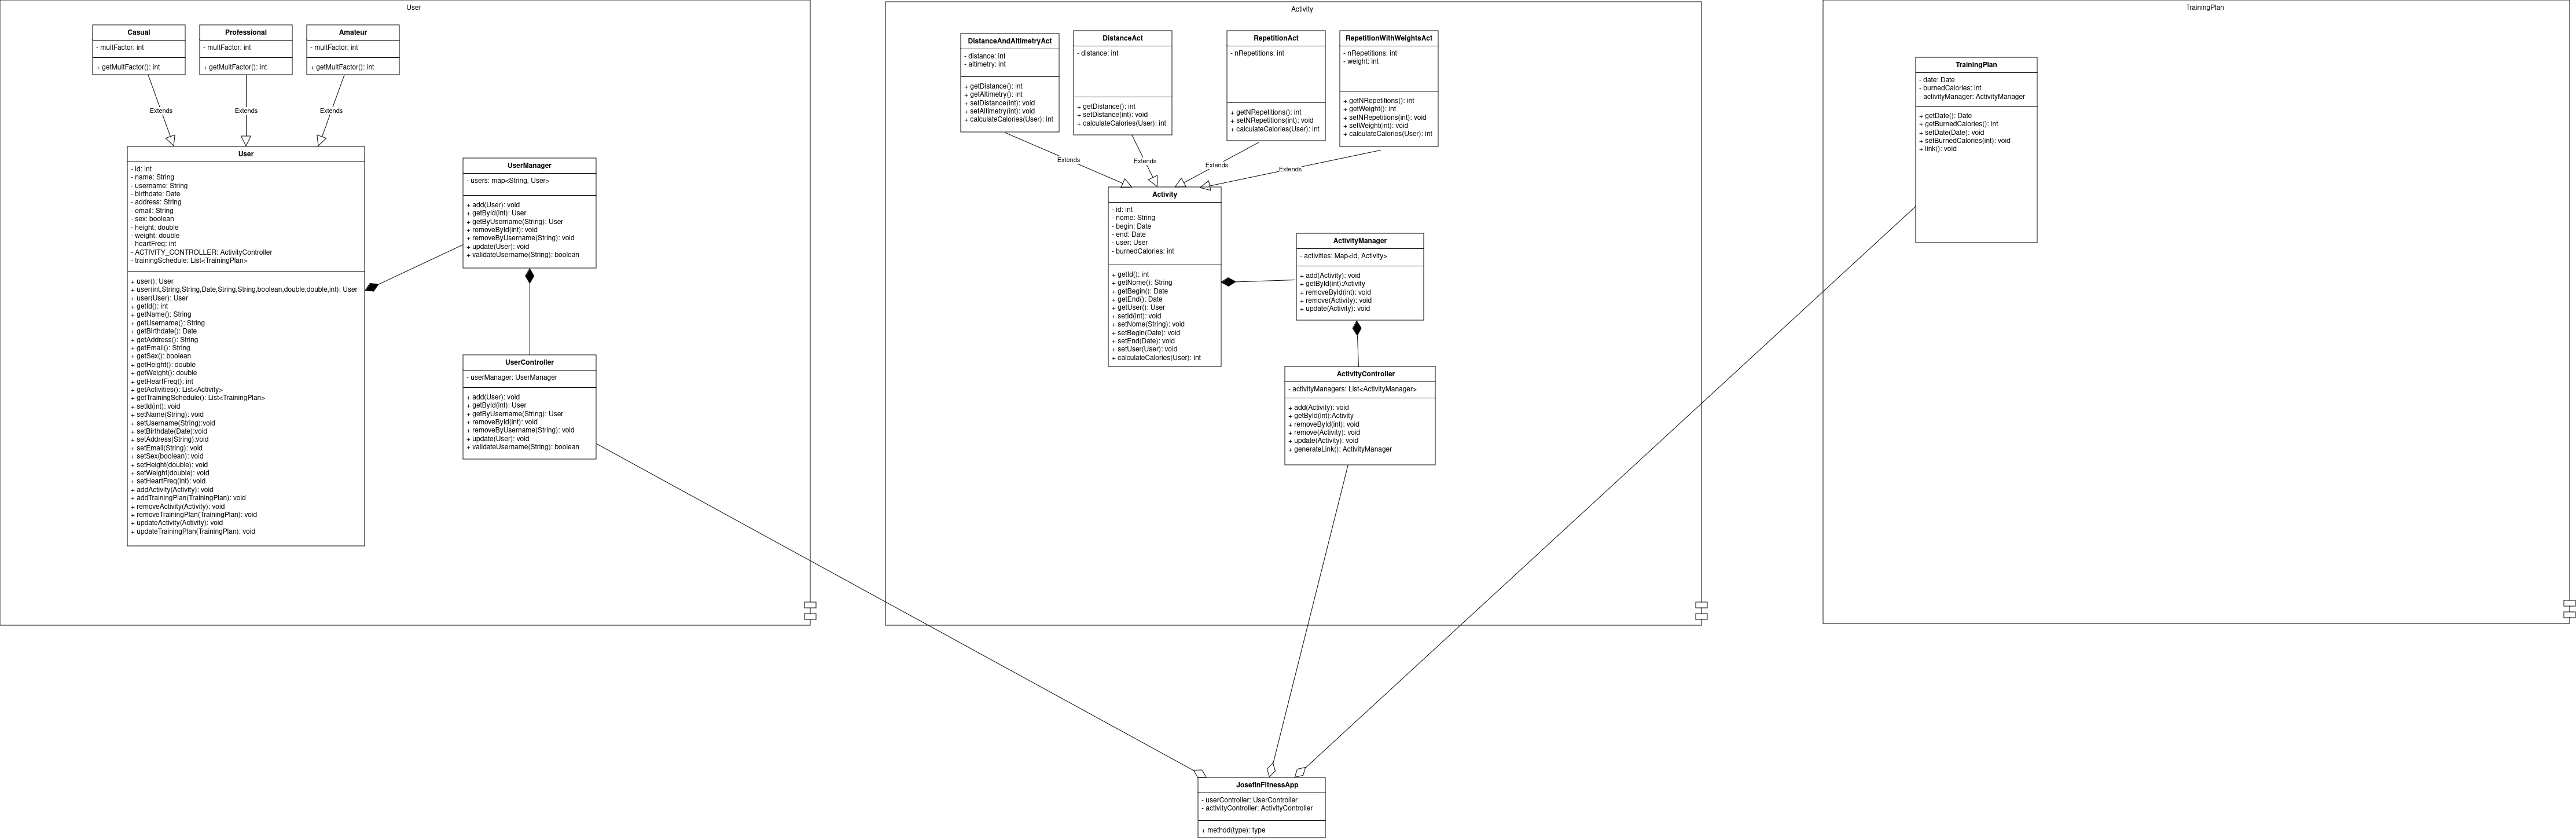 User
Casual
- multFactor: int
+ getMultFactor(): int
Professional
- multFactor: int
+ getMultFactor(): int
Amateur
- multFactor: int
+ getMultFactor(): int
Extends
Extends
Extends
User
- id: int
- name: String
- username: String
- birthdate: Date
- address: String
- email: String
- sex: boolean
- height: double
- weight: double
- heartFreq: int
- ACTIVITY_CONTROLLER: ActivityController
- trainingSchedule: List<TrainingPlan>
+ user(): User
+ user(int,String,String,Date,String,String,boolean,double,double,int): User
+ user(User): User
+ getId(): int
+ getName(): String
+ getUsername(): String
+ getBirthdate(): Date
+ getAddress(): String
+ getEmail(): String
+ getSex(): boolean
+ getHeight(): double
+ getWeight(): double
+ getHeartFreq(): int
+ getActivities(): List<Activity>
+ getTrainingSchedule(): List<TrainingPlan>
+ setId(int): void
+ setName(String): void
+ setUsername(String):void
+ setBirthdate(Date):void
+ setAddress(String):void
+ setEmail(String): void
+ setSex(boolean): void
+ setHeight(double): void
+ setWeight(double): void
+ setHeartFreq(int): void
+ addActivity(Activity): void
+ addTrainingPlan(TrainingPlan): void
+ removeActivity(Activity): void
+ removeTrainingPlan(TrainingPlan): void
+ updateActivity(Activity): void
+ updateTrainingPlan(TrainingPlan): void
UserManager
- users: map<String, User>
+ add(User): void
+ getById(int): User
+ getByUsername(String): User
+ removeById(int): void
+ removeByUsername(String): void
+ update(User): void
+ validateUsername(String): boolean
UserController
- userManager: UserManager
+ add(User): void
+ getById(int): User
+ getByUsername(String): User
+ removeById(int): void
+ removeByUsername(String): void
+ update(User): void
+ validateUsername(String): boolean
Activity
DistanceAndAltimetryAct
- distance: int
- altimetry: int
+ getDistance(): int
+ getAltimetry(): int
+ setDistance(int): void
+ setAltimetry(int): void
+ calculateCalories(User): int
DistanceAct
- distance: int
+ getDistance(): int
+ setDistance(int): void
+ calculateCalories(User): int
RepetitionAct
- nRepetitions: int
+ getNRepetitions(): int
+ setNRepetitions(int): void
+ calculateCalories(User): int
RepetitionWithWeightsAct
- nRepetitions: int
- weight: int
+ getNRepetitions(): int
+ getWeight(): int
+ setNRepetitions(int): void
+ setWeight(int): void
+ calculateCalories(User): int
Extends
Extends
Extends
Extends
Activity
- id: int
- nome: String
- begin: Date
- end: Date
- user: User
- burnedCalories: int
+ getId(): int
+ getNome(): String
+ getBegin(): Date
+ getEnd(): Date
+ getUser(): User
+ setId(int): void
+ setNome(String): void
+ setBegin(Date): void
+ setEnd(Date): void
+ setUser(User): void
+ calculateCalories(User): int
ActivityManager
- activities: Map<id, Activity>
+ add(Activity): void
+ getById(int):Activity
+ removeById(int): void
+ remove(Activity): void
+ update(Activity): void
ActivityController
- activityManagers: List<ActivityManager>
+ add(Activity): void
+ getById(int):Activity
+ removeById(int): void
+ remove(Activity): void
+ update(Activity): void
+ generateLink(): ActivityManager
TrainingPlan
TrainingPlan
- date: Date
- burnedCalories: int
- activityManager: ActivityManager
+ getDate(): Date
+ getBurnedCalories(): int
+ setDate(Date): void
+ setBurnedCalories(int): void
+ link(): void
JosefinFitnessApp
- userController: UserController
- activityController: ActivityController
+ method(type): type